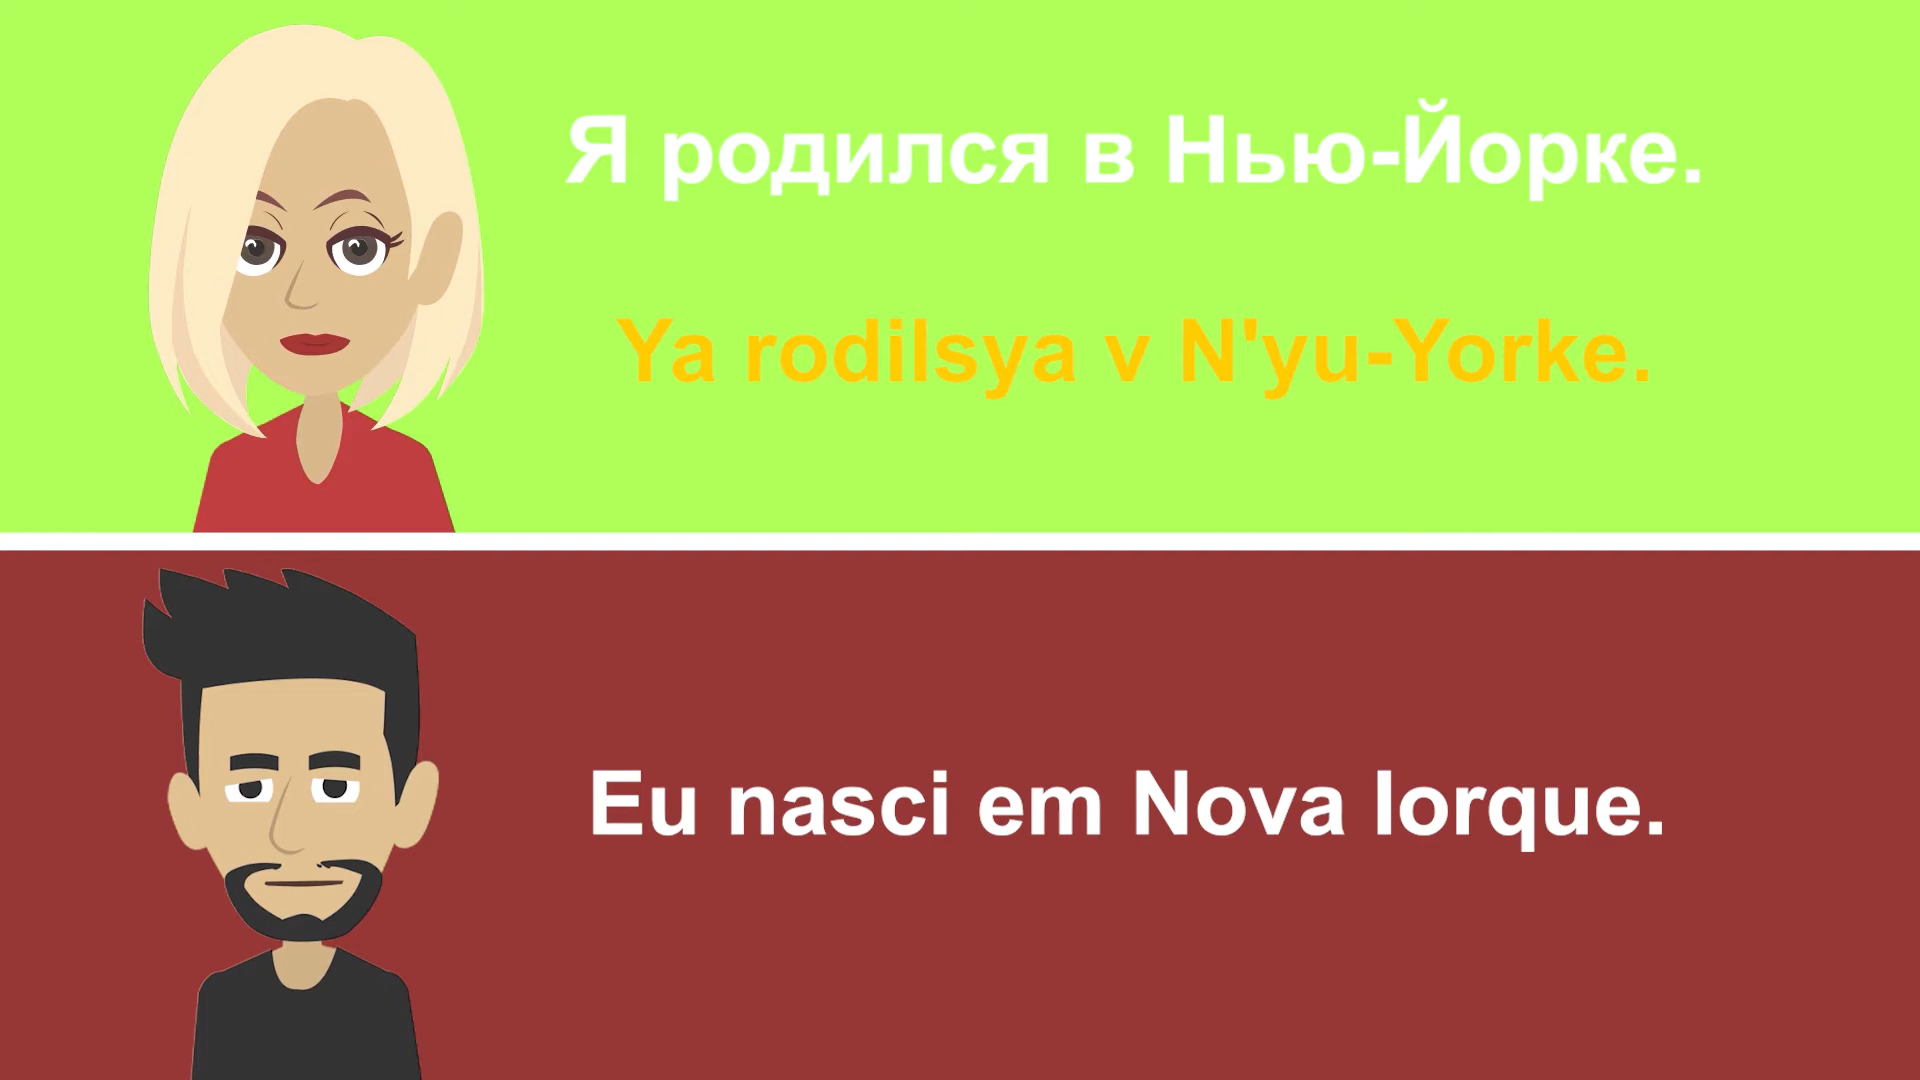 Я родился в Нью-Йорке.
Ya rodilsya v N'yu-Yorke.
Eu nasci em Nova Iorque.